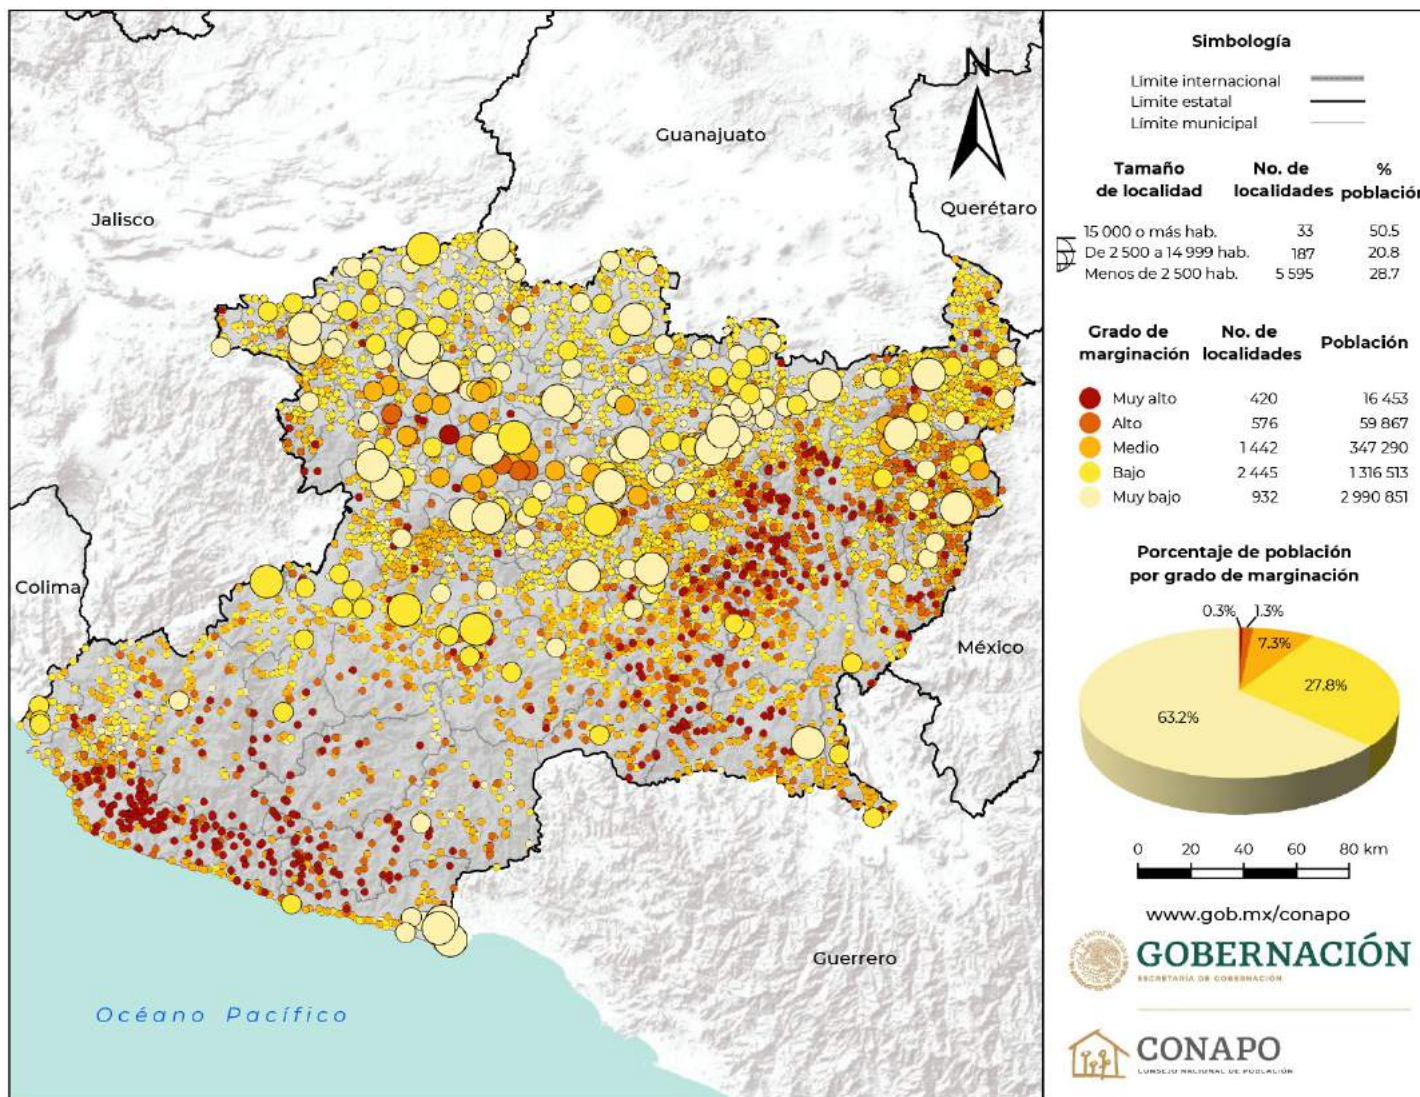 Simbología
Límite internacional
Límite estatal
Límite municipal
Tamaño de localidad No. de localidades % población
15 000 o más hab. 33 50.5
De 2 500 a 14 999 hab. 187 20.8
Menos de 2 500 hab. 5 595 28.7
Grado de marginación No. de localidades Población
Muy alto 420 16 453
Alto 576 59 867
Medio 1 442 347 290
Bajo 2 445 1 316 513
Muy bajo 932 2 990 851
Porcentaje de población
por grado de marginación
0.3% 1.3%
7.3%
27.8%
63.2%
0 20 40 60 80 km
www.gob.mx/conapo
GOBERNACIÓN
SECRETARÍA DE GOBERNACIÓN
CONAPO
CONSEJO NACIONAL DE POBLACIÓN
N
Guanajuato
Querétaro
Jalisco
Colima
México
Guerrero
Océano Pacífico